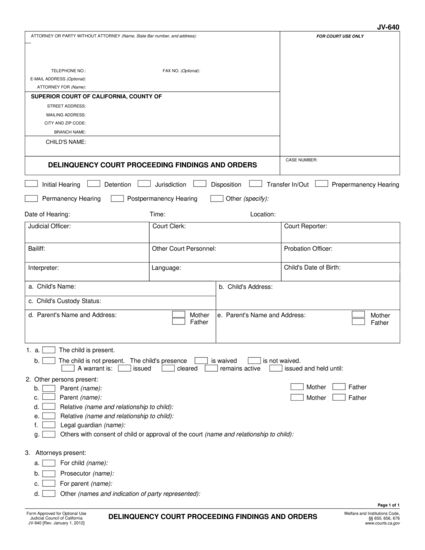 JV-640
ATTORNEY OR PARTY WITHOUT ATTORNEY (Name, State Bar number, and address):
FOR COURT USE ONLY
TELEPHONE NO.: FAX NO. (Optional):
E-MAIL ADDRESS (Optional):
ATTORNEY FOR (Name):
SUPERIOR COURT OF CALIFORNIA, COUNTY OF
STREET ADDRESS:
MAILING ADDRESS:
CITY AND ZIP CODE:
BRANCH NAME:
CHILD'S NAME:
DELINQUENCY COURT PROCEEDING FINDINGS AND ORDERS
CASE NUMBER:
Initial Hearing Detention Jurisdiction Disposition Transfer In/Out Prepermanency Hearing
Permanency Hearing Postpermanency Hearing Other (specify):
Date of Hearing: Time: Location:
Judicial Officer: Court Clerk: Court Reporter:
Bailiff: Other Court Personnel: Probation Officer:
Interpreter: Language: Child's Date of Birth:
a. Child's Name: b. Child's Address:
c. Child's Custody Status:
d. Parent's Name and Address: Mother e. Parent's Name and Address: Mother
Father Father
1. a. The child is present.
b. The child is not present. The child's presence is waived is not waived.
A warrant is: issued cleared remains active issued and held until:
2. Other persons present:
b. Parent (name): Mother Father
c. Parent (name): Mother Father
d. Relative (name and relationship to child):
e. Relative (name and relationship to child):
f. Legal guardian (name):
g. Others with consent of child or approval of the court (name and relationship to child):
3. Attorneys present:
a. For child (name):
b. Prosecutor (name):
c. For parent (name):
d. Other (names and indication of party represented):
Page 1 of 1
Form Approved for Optional Use
Judicial Council of California
JV-640 [Rev. January 1, 2012]
DELINQUENCY COURT PROCEEDING FINDINGS AND ORDERS
Welfare and Institutions Code,
§§ 650, 656, 676
www.courts.ca.gov